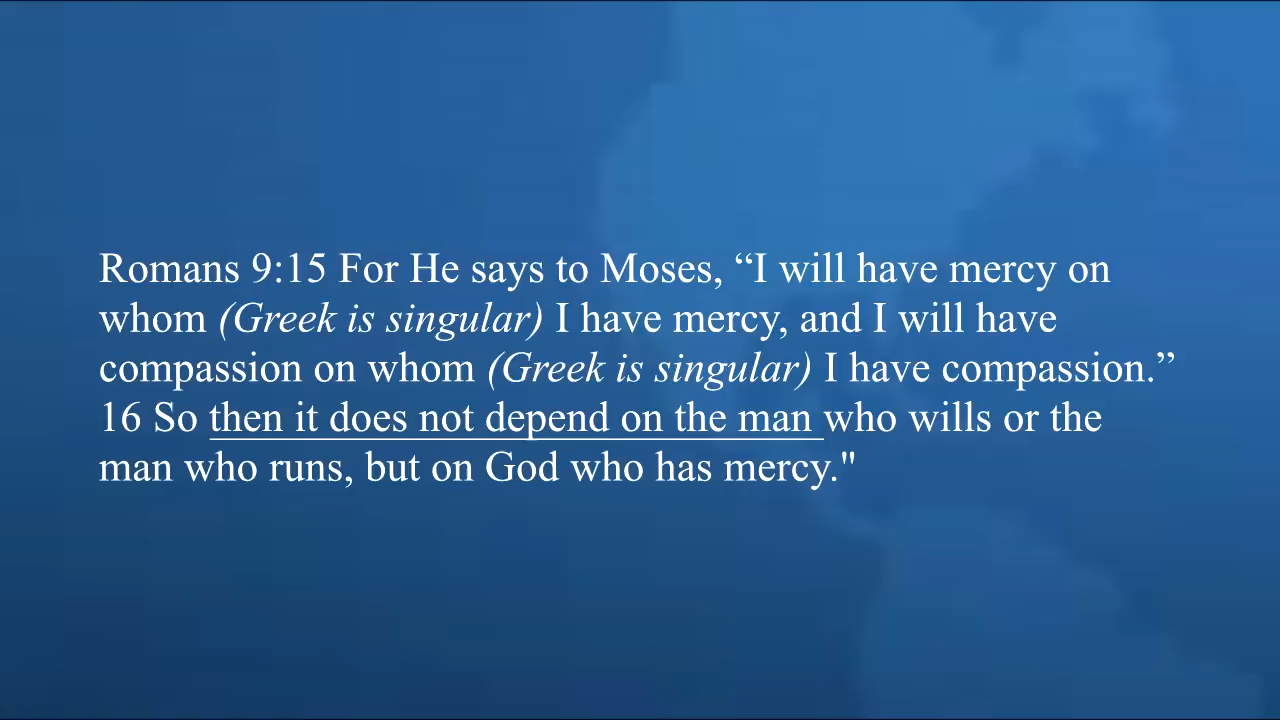 Romans 9:15 For He says to Moses, “I will have mercy on
whom (Greek is singular) I have mercy, and I will have
compassion on whom (Greek is singular) I have compassion.”
16 So then it does not depend on the man who wills or the
man who runs, but on God who has mercy."